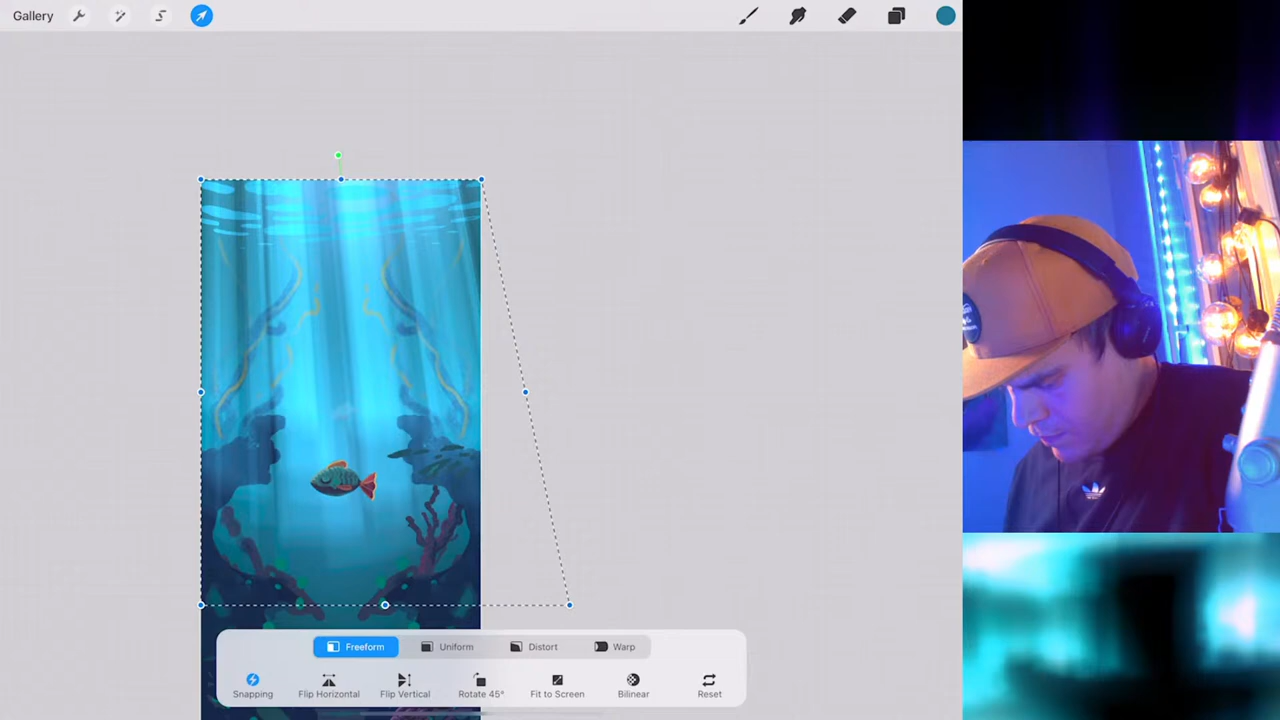 Gallery
Freeform Uniform Distort Warp
Snapping Flip Horizontal Flip Vertical Rotate 45° Fit to Screen Bilinear Reset